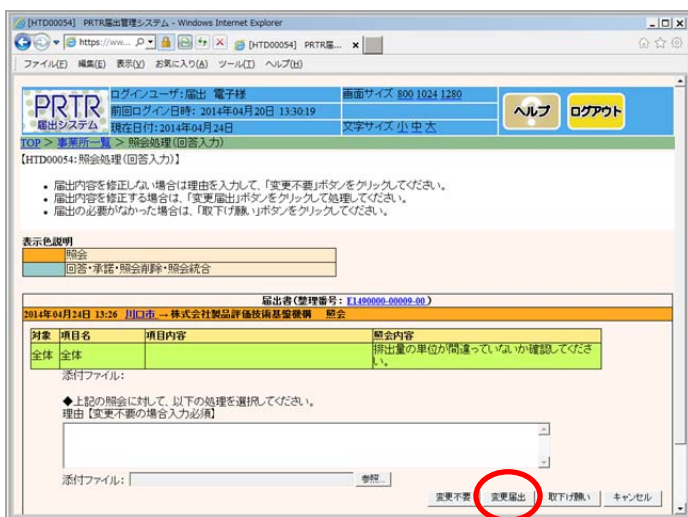 [HTD00054] PRTR届出管理システム - Windows Internet Explorer
https://ww... [HTD00054] PRTR届...
ファイル(F) 編集(E) 表示(V) お気に入り(A) ツール(T) ヘルプ(H)
PRTR
届出システム
ログインユーザ:届出 電子様
前回ログイン日時: 2014年04月20日 13:30:19
現在日付:2014年04月24日
画面サイズ 800 1024 1280
文字サイズ 小 中 大
ヘルプ ログアウト
TOP > 事業所一覧 > 照会処理(回答入力)
【HTD00054:照会処理(回答入力)】
• 届出内容を修正しない場合は理由を入力して、「変更不要」ボタンをクリックしてください。
• 届出内容を修正する場合は、「変更届出」ボタンをクリックして処理してください。
• 届出の必要がなかった場合は、「取下げ願い」ボタンをクリックしてください。
表示色説明
照会
回答・承諾・照会削除・照会統合
届出書(整理番号: E1490000-00009-00 )
2014年04月24日 13:26 川口市 → 株式会社製品評価技術基盤機構 照会
対象 項目名 項目内容 照会内容
全体 全体 排出量の単位が間違っていないか確認してくださ
い。
添付ファイル:
◆上記の照会に対して、以下の処理を選択してください。
理由【変更不要の場合入力必須】
添付ファイル: 参照...
変更不要 変更届出 取下げ願い キャンセル